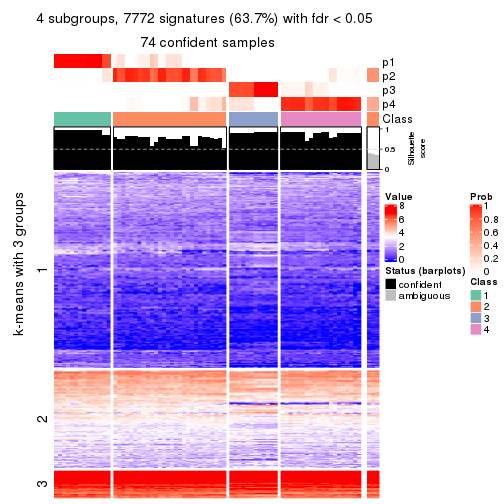 4 subgroups, 7772 signatures (63.7%) with fdr < 0.05
74 confident samples
p1
p2
p3
p4
Class
1
0.5
0
Silhouette
score
k-means with 3 groups
1
2
3
Value
8
6
4
2
0
Status (barplots)
confident
ambiguous
Prob
1
0.8
0.6
0.4
0.2
0
Class
1
2
3
4